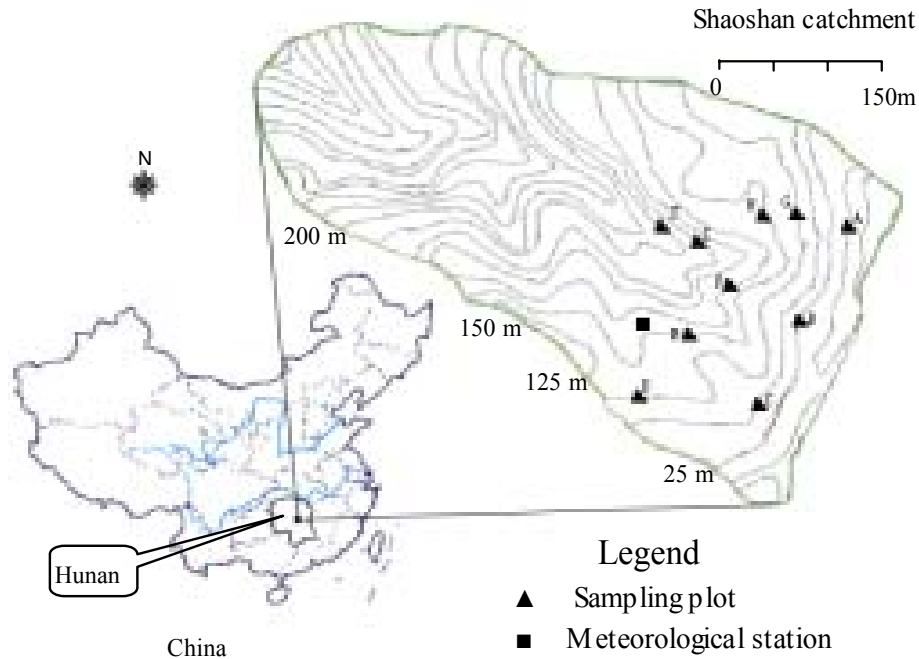 Shaoshan catchment
0
150m
N
200 m
150 m
125 m
25 m
Hunan
Legend
Sampling plot
Meteorological station
China